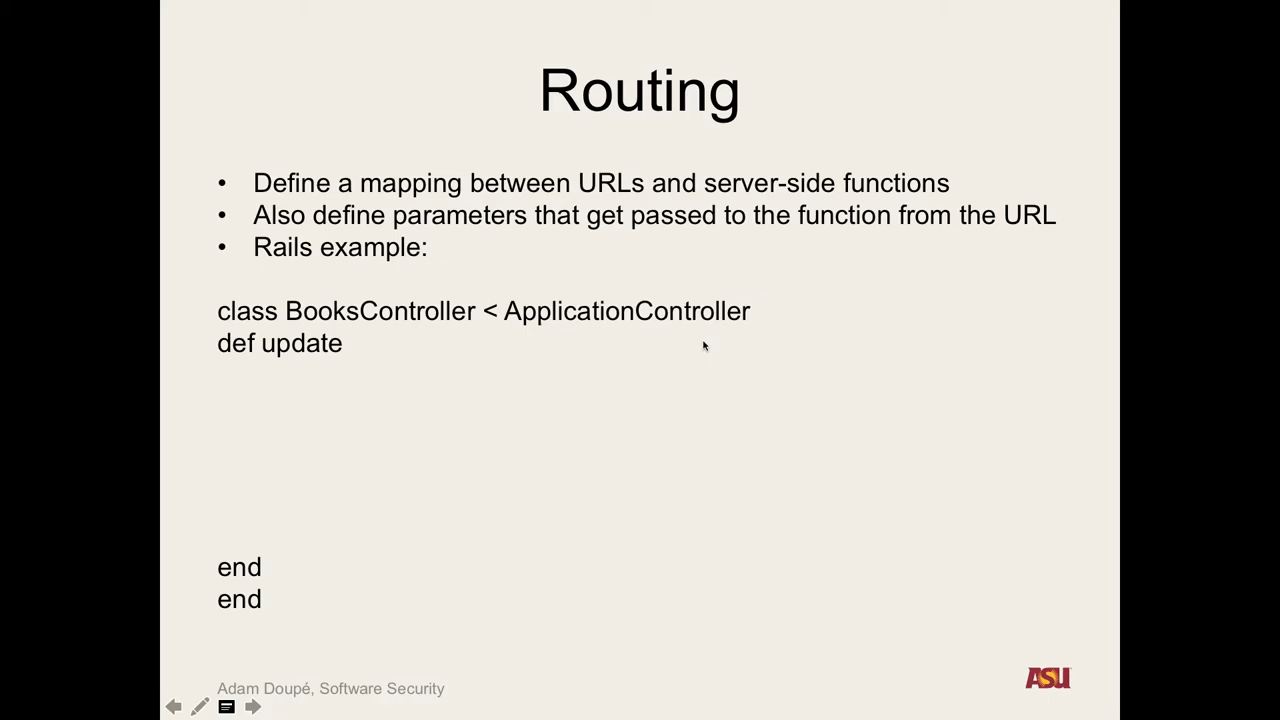 Routing
• Define a mapping between URLs and server-side functions
• Also define parameters that get passed to the function from the URL
• Rails example:
class BooksController < ApplicationController
def update
end
end
Adam Doupé, Software Security
ASU